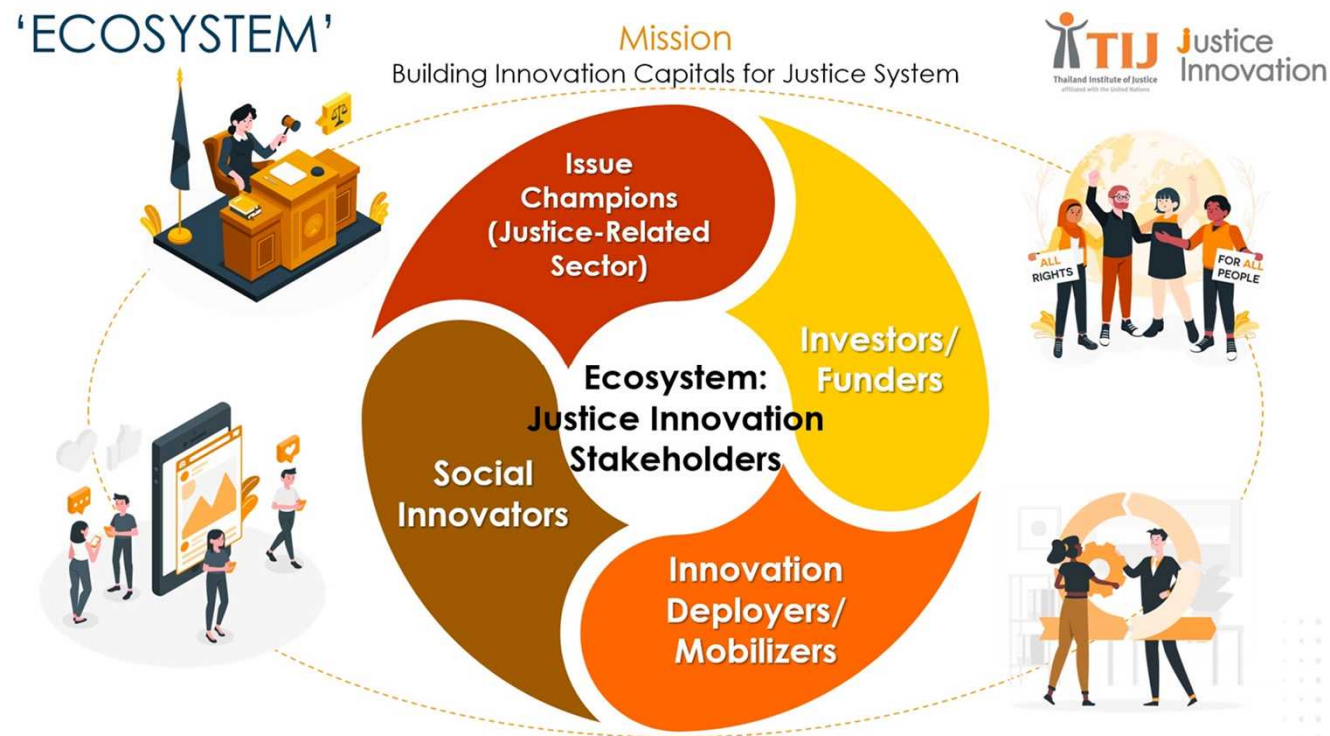 'ECOSYSTEM'
Mission
Building Innovation Capitals for Justice System
TIJ
Thailand Institute of Justice
affiliated with the United Nations
Justice
Innovation
Issue
Champions
(Justice-Related
Sector)
ALL
RIGHTS
FOR ALL
PEOPLE
Investors/
Funders
Ecosystem:
Justice Innovation
Stakeholders
Social
Innovators
Innovation
Deployers/
Mobilizers